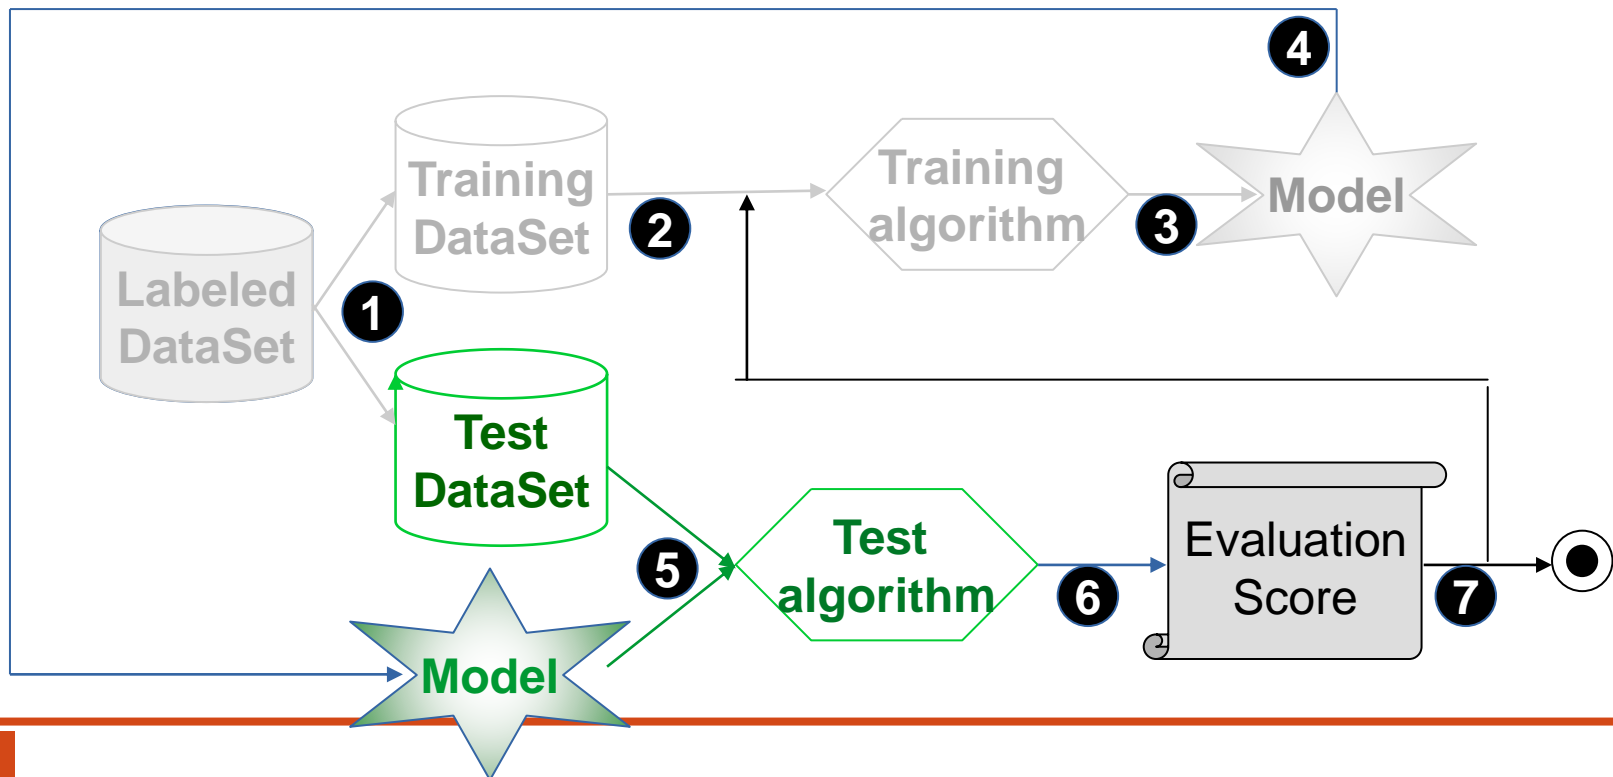 4
Training
DataSet
2
Training
algorithm
3
Model
Labeled
DataSet
1
Test
DataSet
5
Test
algorithm
6
Evaluation
Score
7
Model